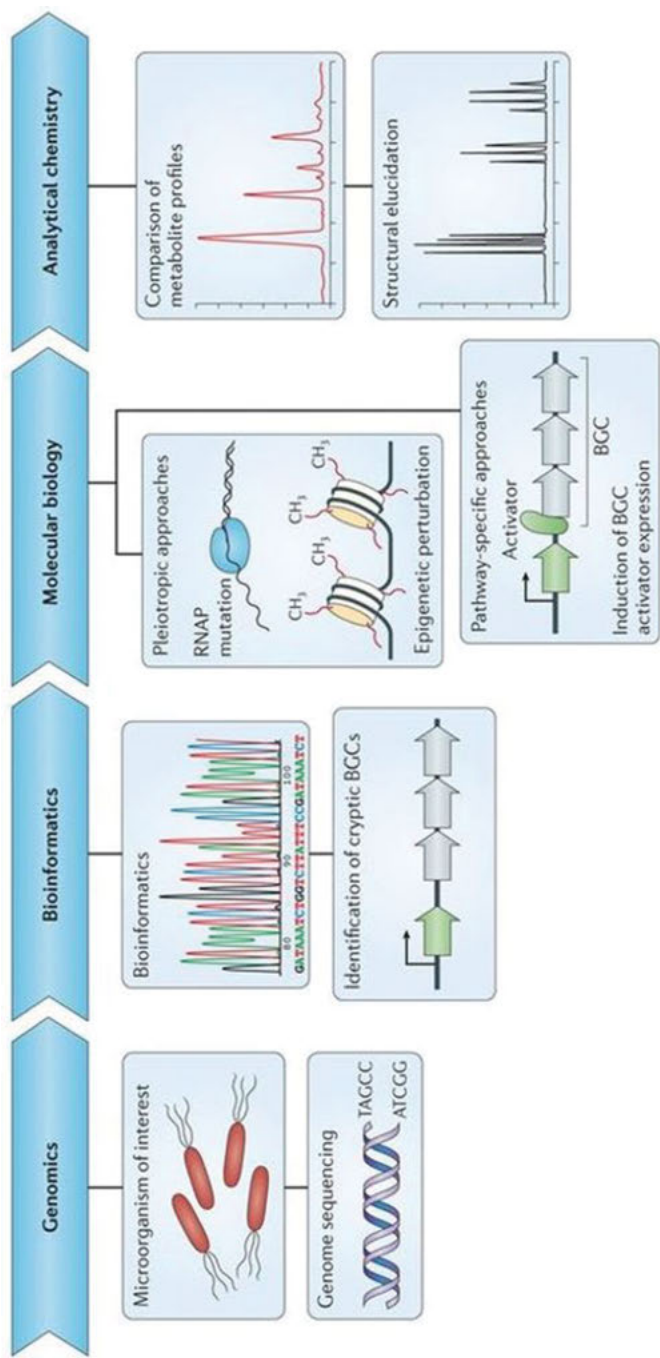 Genomics
Microorganism of interest
Genome sequencing
TAGCC
ATCGG
Bioinformatics
Bioinformatics
80 90 100
GATAAATCTGGTCTTATTTCCGATAAATCT
Identification of cryptic BGCs
Molecular biology
Pleiotropic approaches
RNAP
mutation
CH3
CH3
CH3
CH3
Epigenetic perturbation
Pathway-specific approaches
Activator
BGC
Induction of BGC
activator expression
Analytical chemistry
Comparison of
metabolite profiles
Structural elucidation